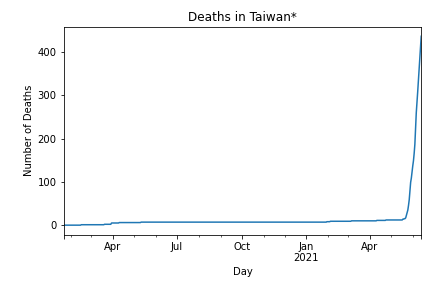 Deaths in Taiwan*
Number of Deaths
400
300
200
100
0
Apr
Jul
Oct
Jan
2021
Apr
Day